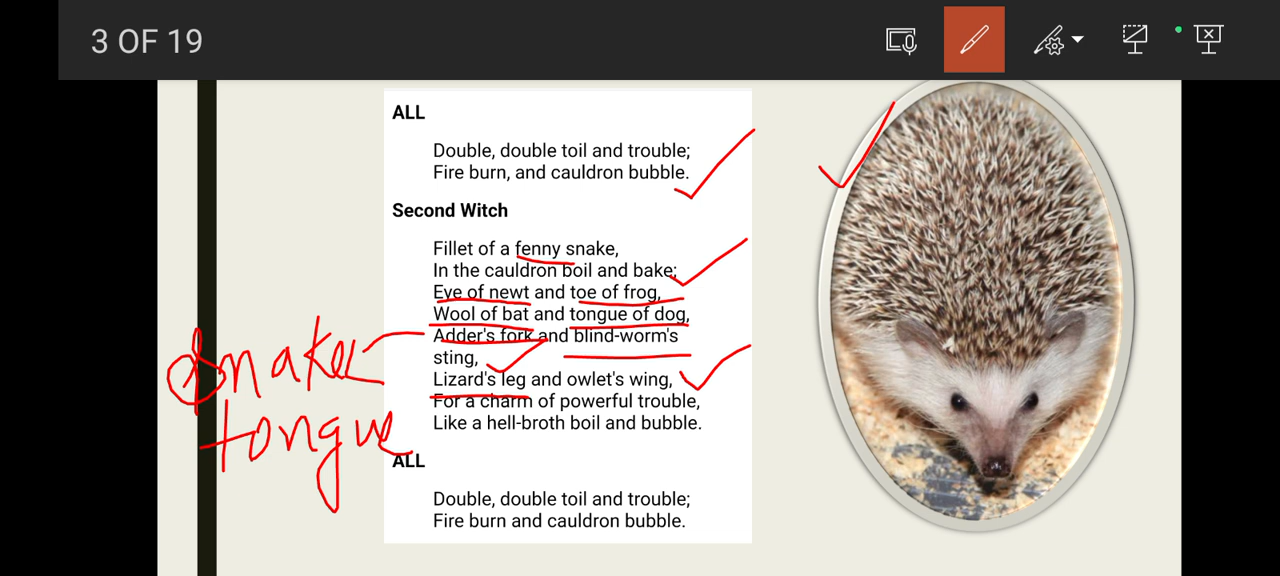 3 OF 19
ALL
Double, double toil and trouble;
Fire burn, and cauldron bubble.
Second Witch
Fillet of a fenny snake,
In the cauldron boil and bake;
Eye of newt and toe of frog,
Wool of bat and tongue of dog,
Adder's fork and blind-worm's
sting,
Lizard's leg and owlet's wing,
For a charm of powerful trouble,
Like a hell-broth boil and bubble.
ALL
Double, double toil and trouble;
Fire burn and cauldron bubble.
Snake
tongue